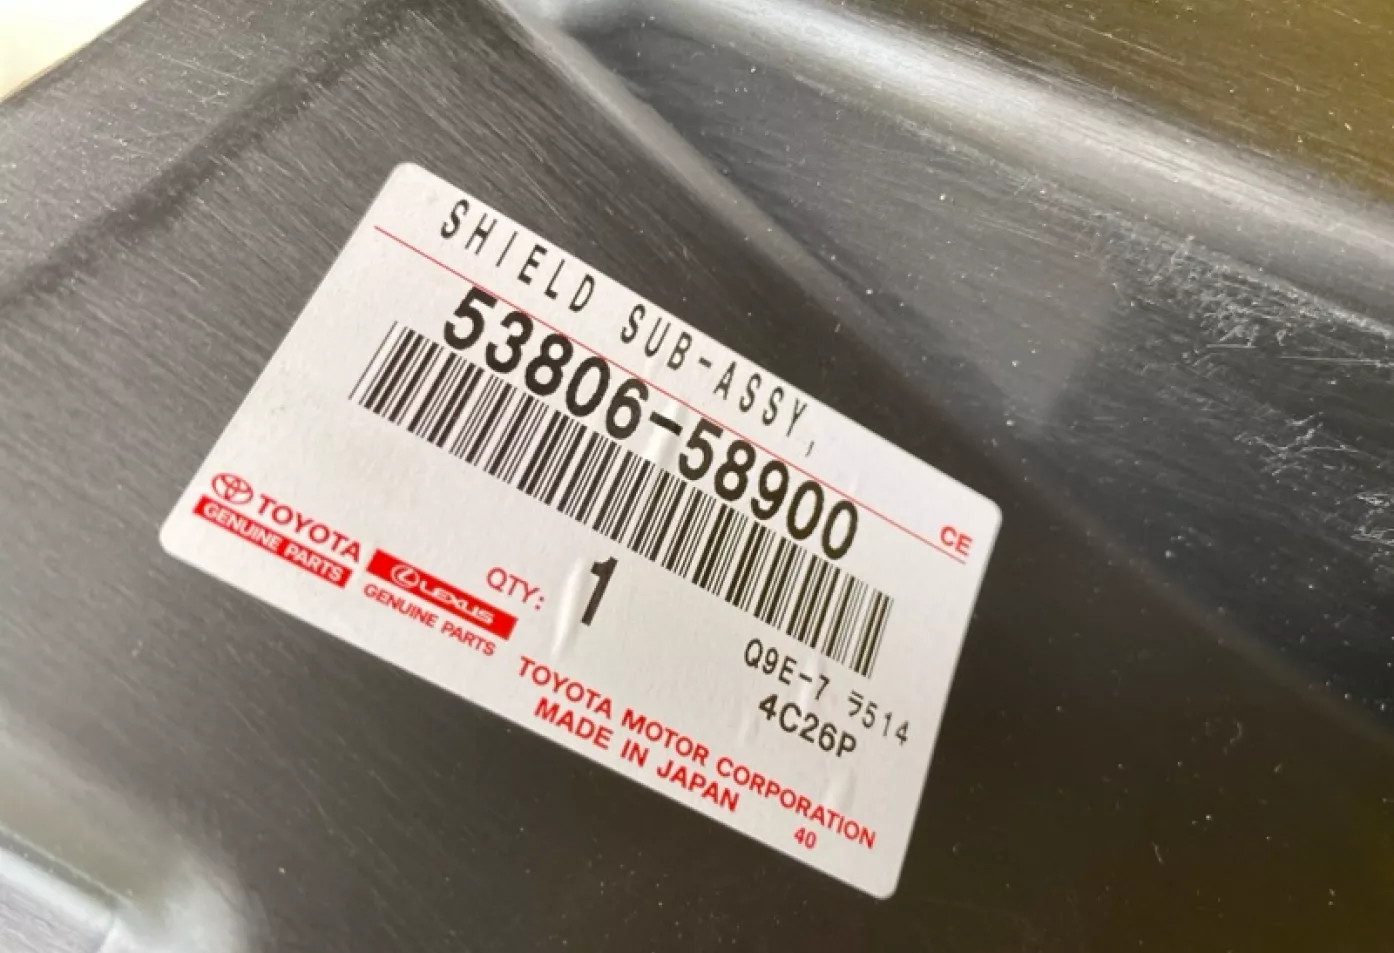 SHIELD SUB-ASSY,
CE
53806-58900
TOYOTA
GENUINE PARTS
LEXUS
GENUINE PARTS
QTY: 1
Q9E-7 ラ514
4C26P
TOYOTA MOTOR CORPORATION
MADE IN JAPAN
40